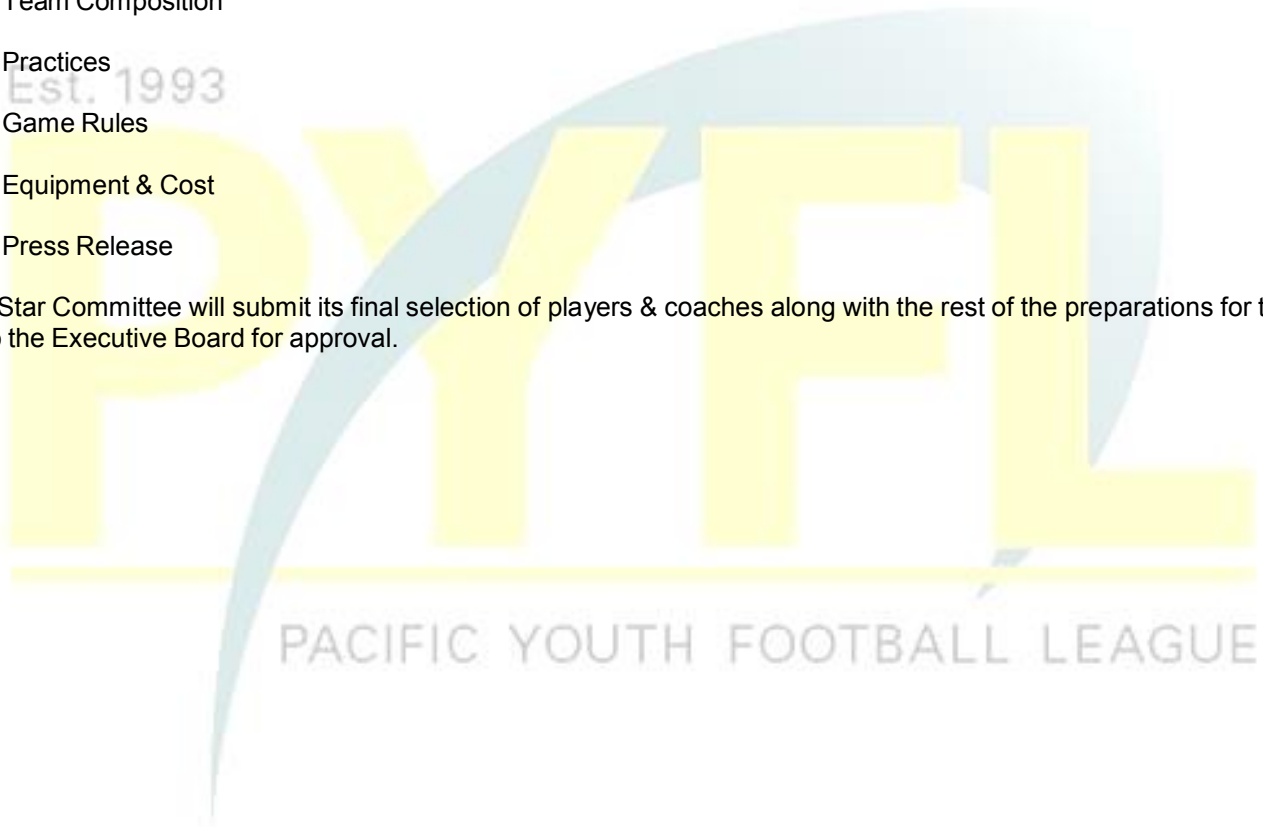 Team Composition
Practices
Est. 1993
Game Rules
Equipment & Cost
Press Release
Star Committee will submit its final selection of players & coaches along with the rest of the preparations for
the Executive Board for approval.
PYFL
PACIFIC YOUTH FOOTBALL LEAGUE